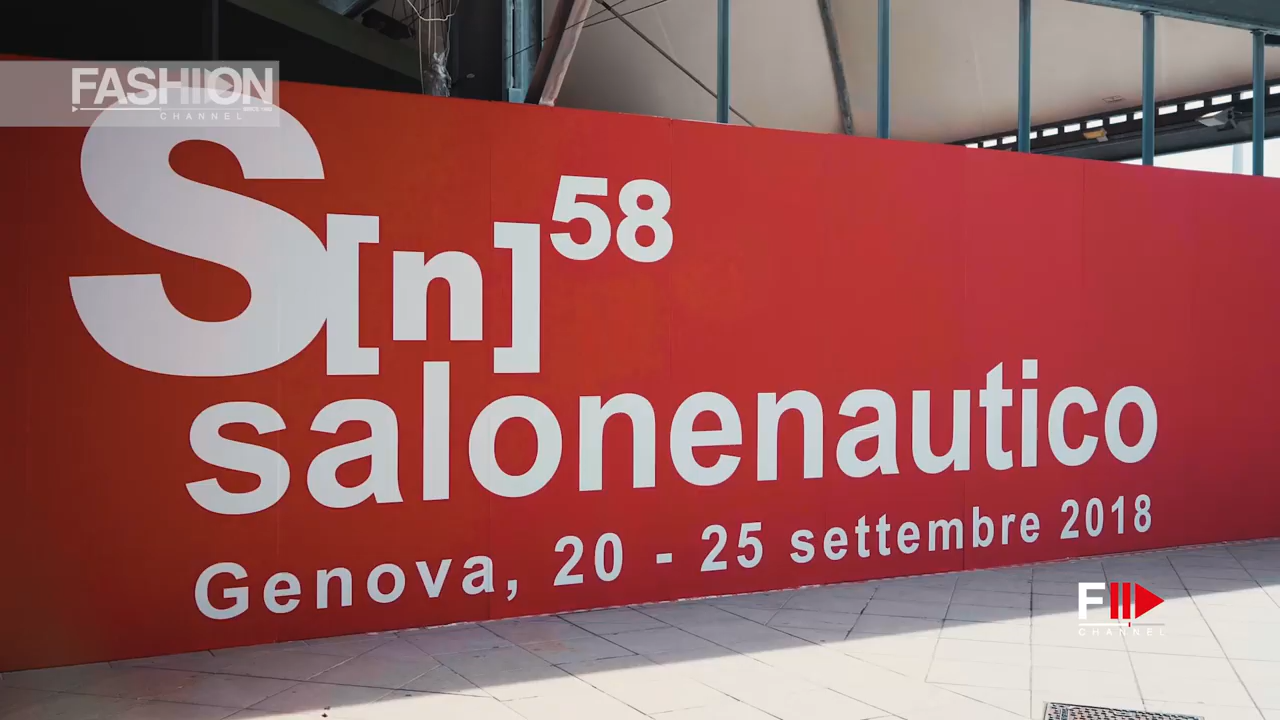 FASHION
CHANNEL
S[n]58
salonenautico
Genova, 20 - 25 settembre 2018
F
CHANNEL